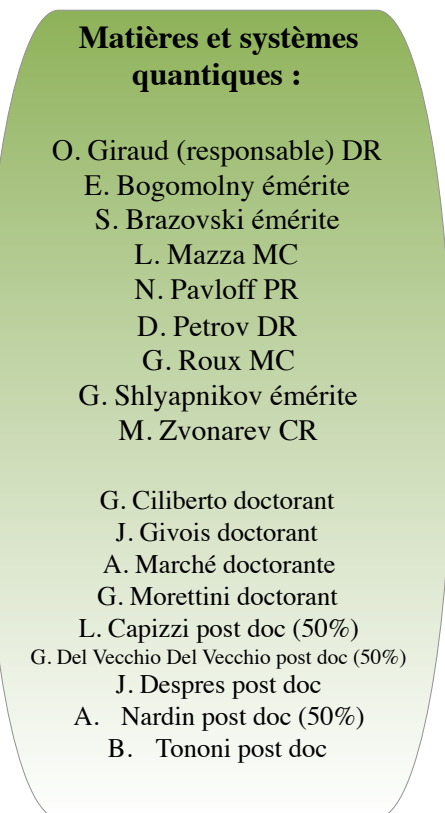 Matières et systèmes
quantiques :
O. Giraud (responsable) DR
E. Bogomolny émérite
S. Brazovski émérite
L. Mazza MC
N. Pavloff PR
D. Petrov DR
G. Roux MC
G. Shlyapnikov émérite
M. Zvonarev CR
G. Ciliberto doctorant
J. Givois doctorant
A. Marché doctorante
G. Morettini doctorant
L. Capizzi post doc (50%)
G. Del Vecchio Del Vecchio post doc (50%)
J. Despres post doc
A. Nardin post doc (50%)
B. Tononi post doc